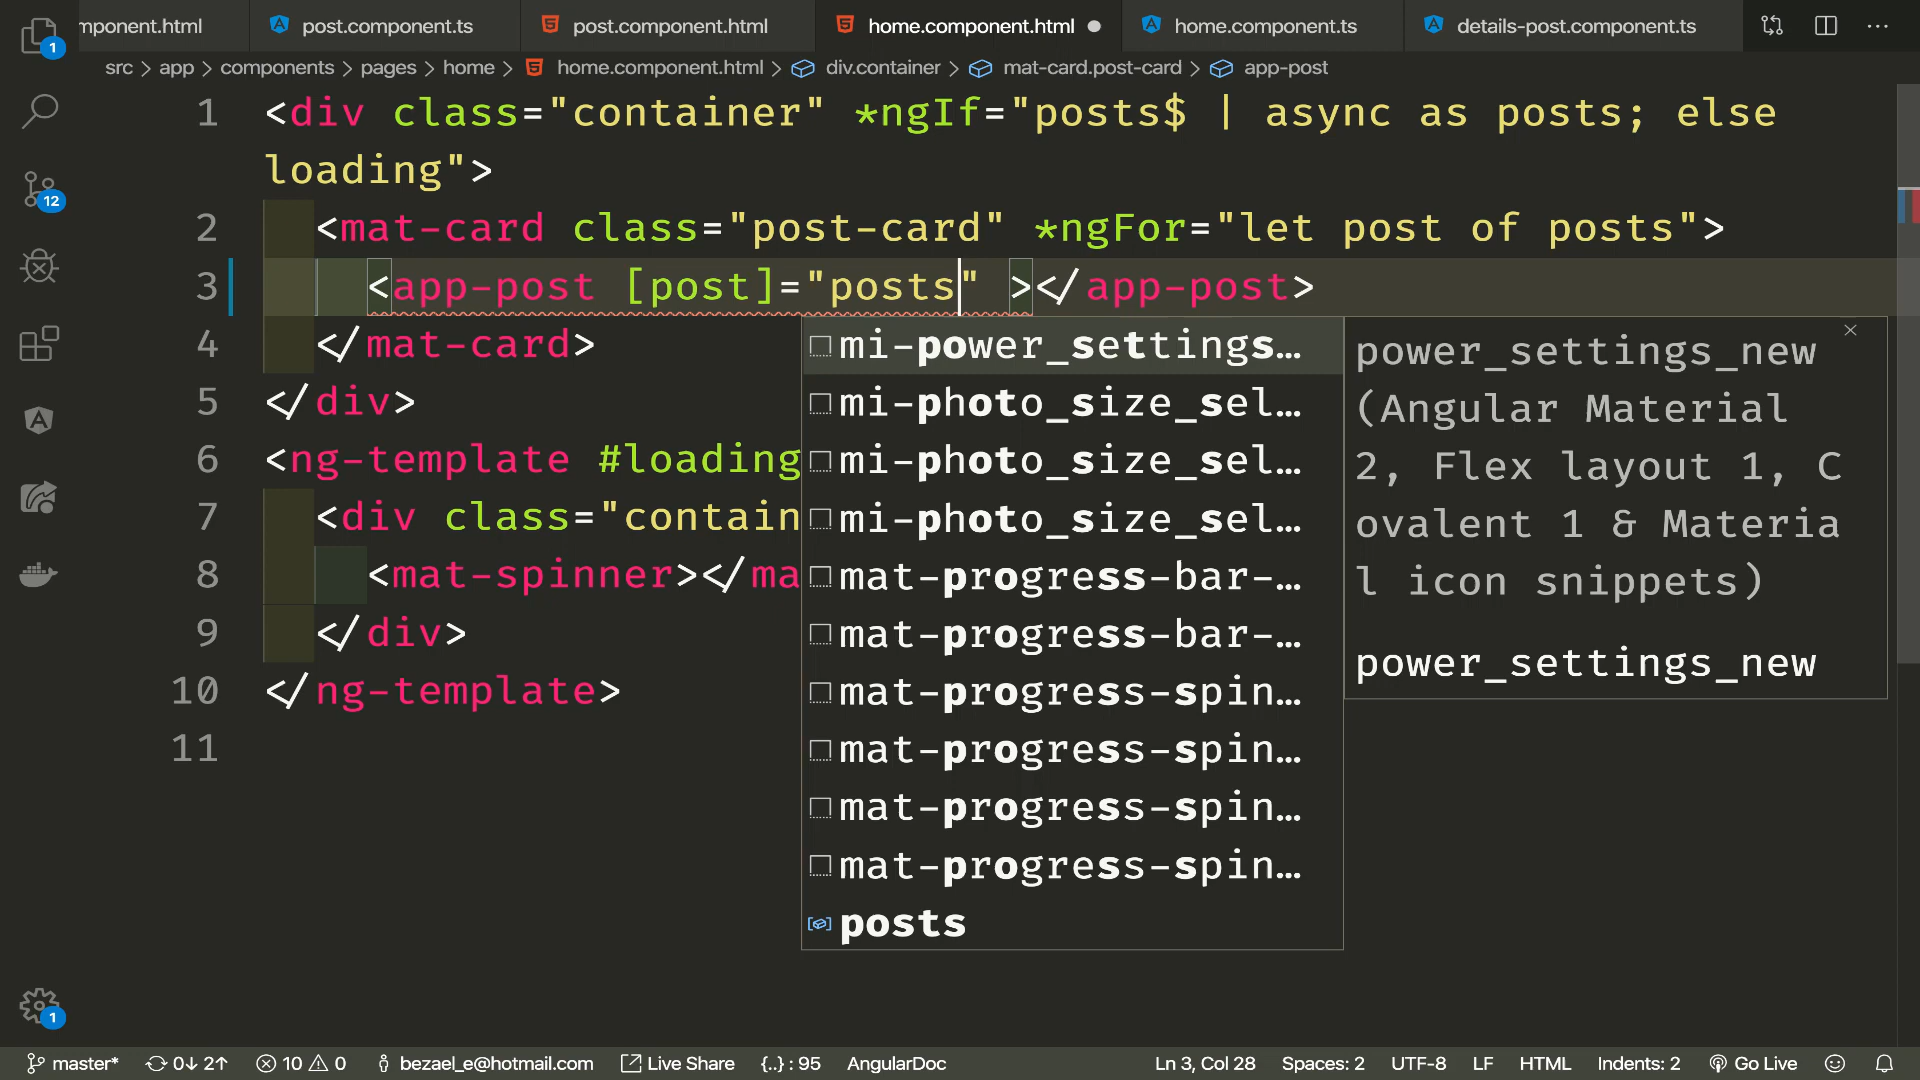 mponent.html
post.component.ts
post.component.html
home.component.html
home.component.ts
details-post.component.ts
src > app > components > pages > home > home.component.html > div.container > mat-card.post-card > app-post
1
12
1
1 <div class="container" *ngIf="posts$ | async as posts; else
loading">
2 <mat-card class="post-card" *ngFor="let post of posts">
3 <app-post [post]="posts" ></app-post>
4 </mat-card>
5 </div>
6 <ng-template #loading
7 <div class="contain
8 <mat-spinner></ma
9 </div>
10 </ng-template>
11
mi-power_settings…
mi-photo_size_sel…
mi-photo_size_sel…
mi-photo_size_sel…
mat-progress-bar-…
mat-progress-bar-…
mat-progress-spin…
mat-progress-spin…
mat-progress-spin…
mat-progress-spin…
posts
power_settings_new
(Angular Material
2, Flex layout 1, C
ovalent 1 & Materia
l icon snippets)
power_settings_new
master* 0↓ 2↑ 10 0 bezael_e@hotmail.com Live Share {..} : 95 AngularDoc Ln 3, Col 28 Spaces: 2 UTF-8 LF HTML Indents: 2 Go Live